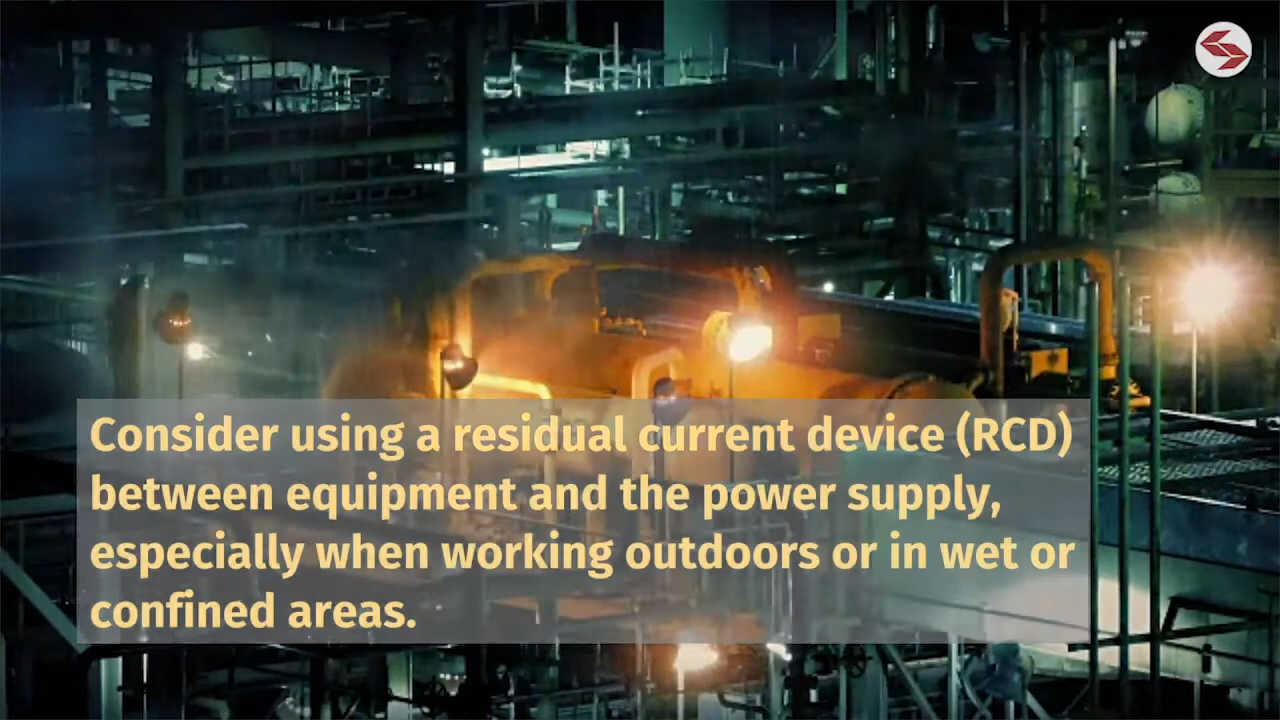 Consider using a residual current device (RCD)
between equipment and the power supply,
especially when working outdoors or in wet or
confined areas.